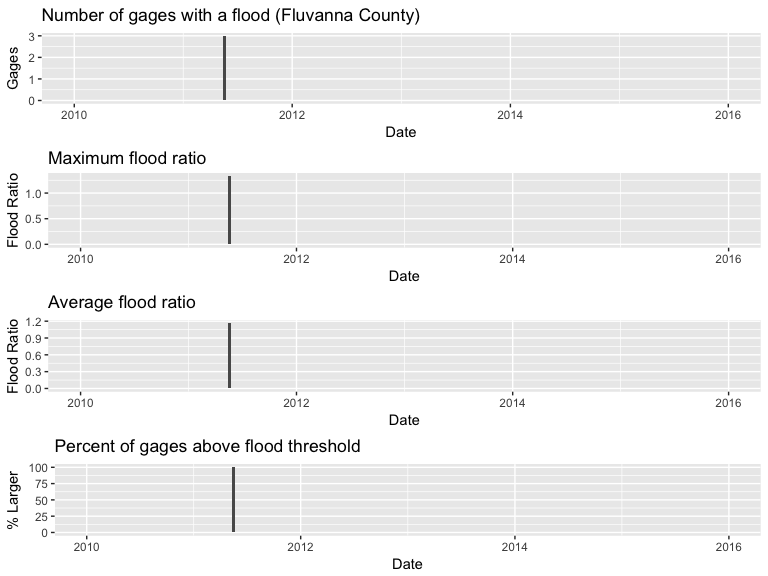 Number of gages with a flood (Fluvanna County)
Gages
3
2
1
0
2010 2012 2014 2016
Date
Maximum flood ratio
Flood Ratio
1.0
0.5
0.0
2010 2012 2014 2016
Date
Average flood ratio
Flood Ratio
1.2
0.9
0.6
0.3
0.0
2010 2012 2014 2016
Date
Percent of gages above flood threshold
% Larger
100
75
50
25
0
2010 2012 2014 2016
Date